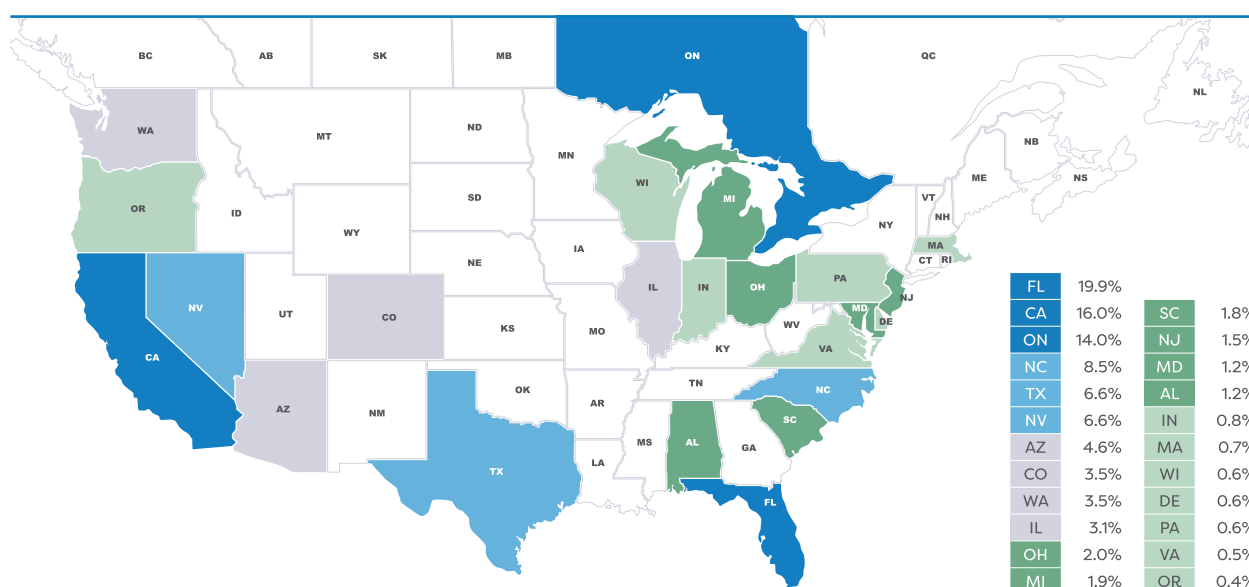 BC
AB
SK
MB
ON
QC
NL
WA
MT
ND
MN
NB
NS
ME
OR
ID
SD
WI
MI
VT
NH
NY
WY
IA
MA
CT
RI
NE
PA
NV
UT
CO
IL
IN
OH
NJ
MD
DE
KS
MO
WV
VA
KY
CA
AZ
NM
OK
TN
NC
AR
SC
MS
AL
GA
LA
TX
FL
FL 19.9%
CA 16.0%
ON 14.0%
NC 8.5%
TX 6.6%
NV 6.6%
AZ 4.6%
CO 3.5%
WA 3.5%
IL 3.1%
OH 2.0%
MI 1.9%
SC 1.8%
NJ 1.5%
MD 1.2%
AL 1.2%
IN 0.8%
MA 0.7%
WI 0.6%
DE 0.6%
PA 0.6%
VA 0.5%
OR 0.4%